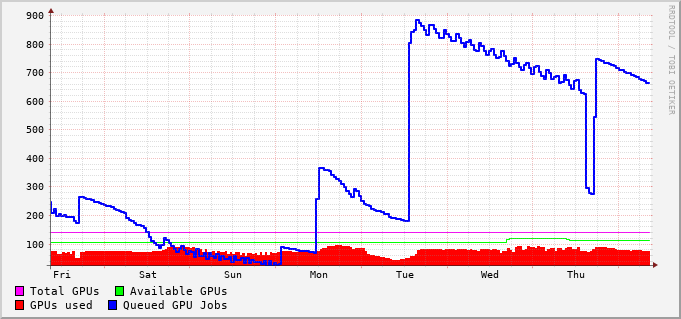 900
800
700
600
500
400
300
200
100
Fri Sat Sun Mon Tue Wed Thu
Total GPUs Available GPUs
GPUs used Queued GPU Jobs
RRDTOOL / TOBI OETIKER